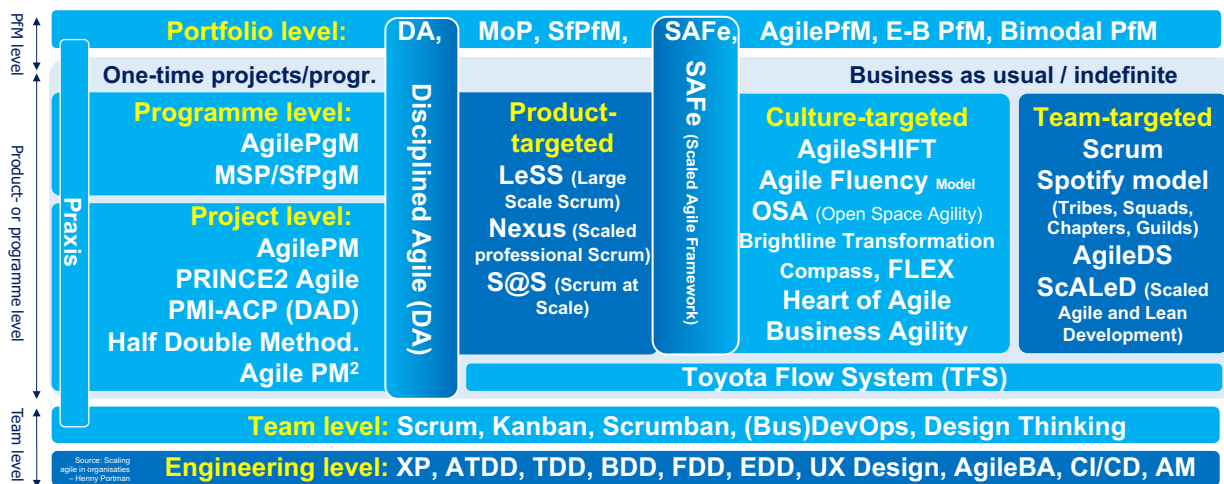 PfM level
Portfolio level: DA, MoP, SfPfM, SAFe, AgilePfM, E-B PfM, Bimodal PfM
Product- or programme level
One-time projects/progr.
Business as usual / indefinite
Praxis
Programme level:
AgilePgM
MSP/SfPgM
Project level:
AgilePM
PRINCE2 Agile
PMI-ACP (DAD)
Half Double Method.
Agile PM²
Disciplined Agile (DA)
Product-
targeted
LeSS (Large
Scale Scrum)
Nexus (Scaled
professional Scrum)
S@S (Scrum at
Scale)
SAFe (Scaled Agile Framework)
Culture-targeted
AgileSHIFT
Agile Fluency Model
OSA (Open Space Agility)
Brightline Transformation
Compass, FLEX
Heart of Agile
Business Agility
Team-targeted
Scrum
Spotify model
(Tribes, Squads,
Chapters, Guilds)
AgileDS
ScALeD (Scaled
Agile and Lean
Development)
Toyota Flow System (TFS)
Team level
Team level: Scrum, Kanban, Scrumban, (Bus)DevOps, Design Thinking
Source: Scaling
agile in organisaties
– Henny Portman
Engineering level: XP, ATDD, TDD, BDD, FDD, EDD, UX Design, AgileBA, CI/CD, AM